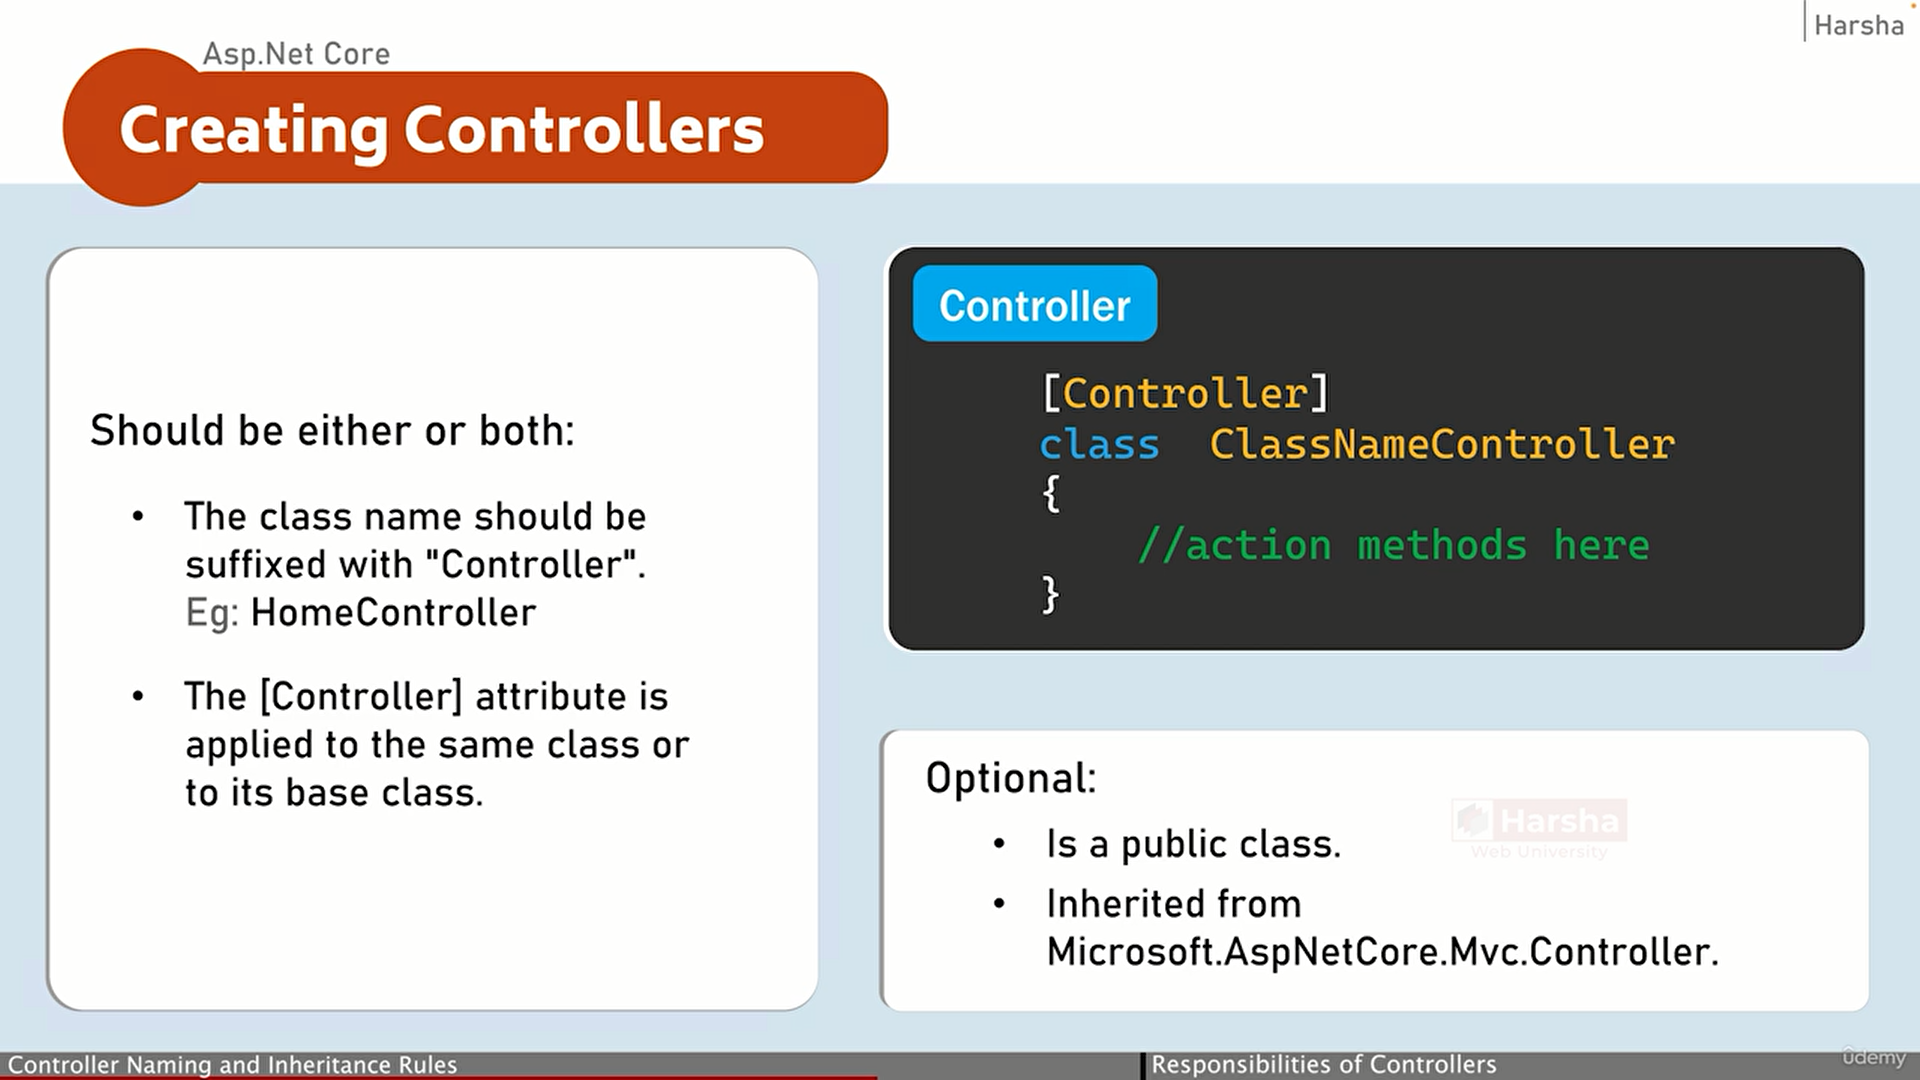 Asp.Net Core
Harsha
Creating Controllers
Should be either or both:
• The class name should be
suffixed with "Controller".
Eg: HomeController
• The [Controller] attribute is
applied to the same class or
to its base class.
Controller
[Controller]
class ClassNameController
{
//action methods here
}
Optional:
• Is a public class.
• Inherited from
Microsoft.AspNetCore.Mvc.Controller.
Harsha
Web University
Controller Naming and Inheritance Rules
Responsibilities of Controllers
ûdemy